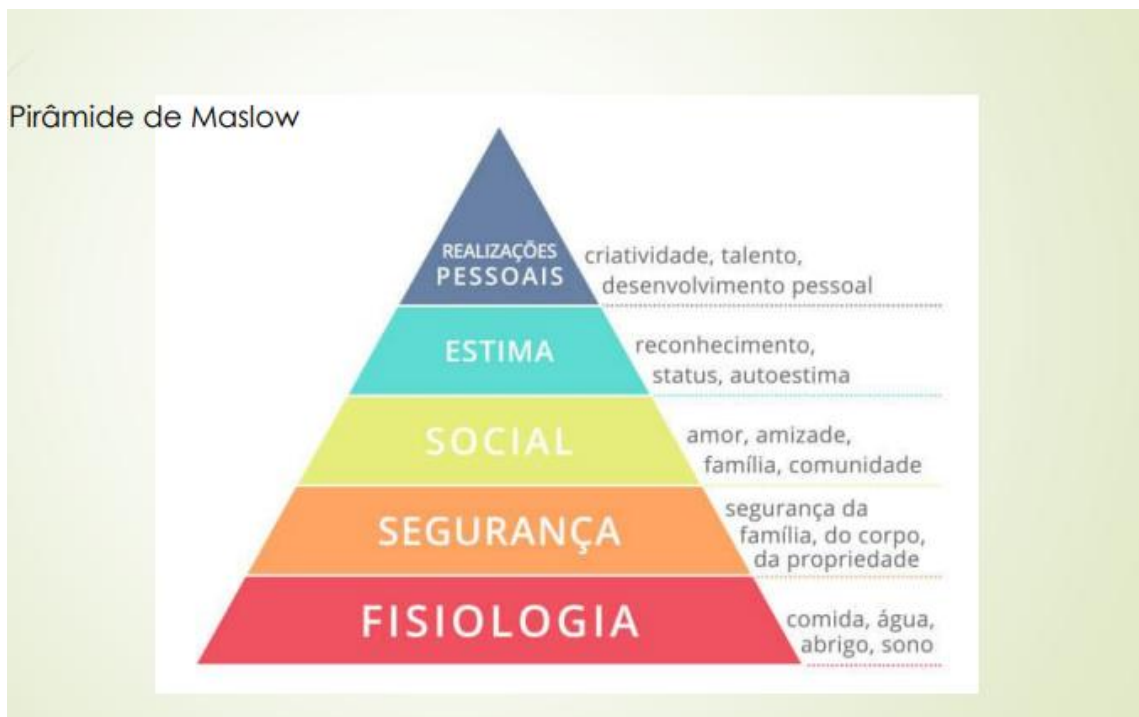 Pirâmide de Maslow
REALIZAÇÕES
PESSOAIS
criatividade, talento,
desenvolvimento pessoal
ESTIMA
reconhecimento,
status, autoestima
SOCIAL
amor, amizade,
família, comunidade
SEGURANÇA
segurança da
família, do corpo,
da propriedade
FISIOLOGIA
comida, água,
abrigo, sono